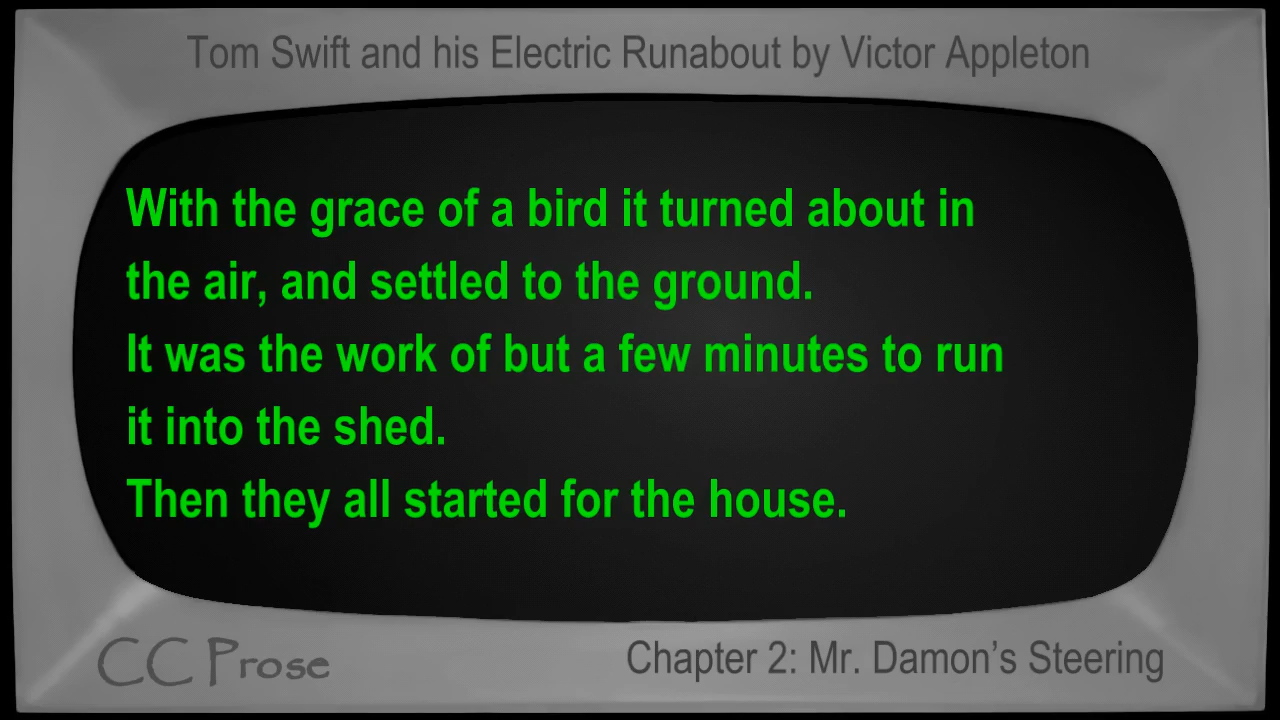 Tom Swift and his Electric Runabout by Victor Appleton
With the grace of a bird it turned about in
the air, and settled to the ground.
It was the work of but a few minutes to run
it into the shed.
Then they all started for the house.
CC Prose
Chapter 2: Mr. Damon’s Steering